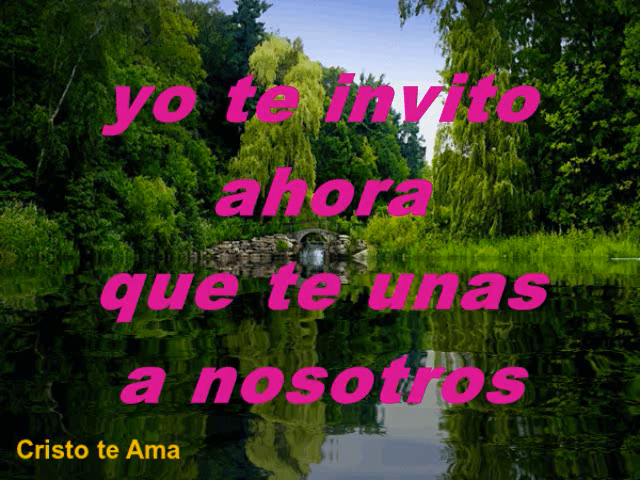 yo te invito
ahora
que te unas
a nosotros
Cristo te Ama